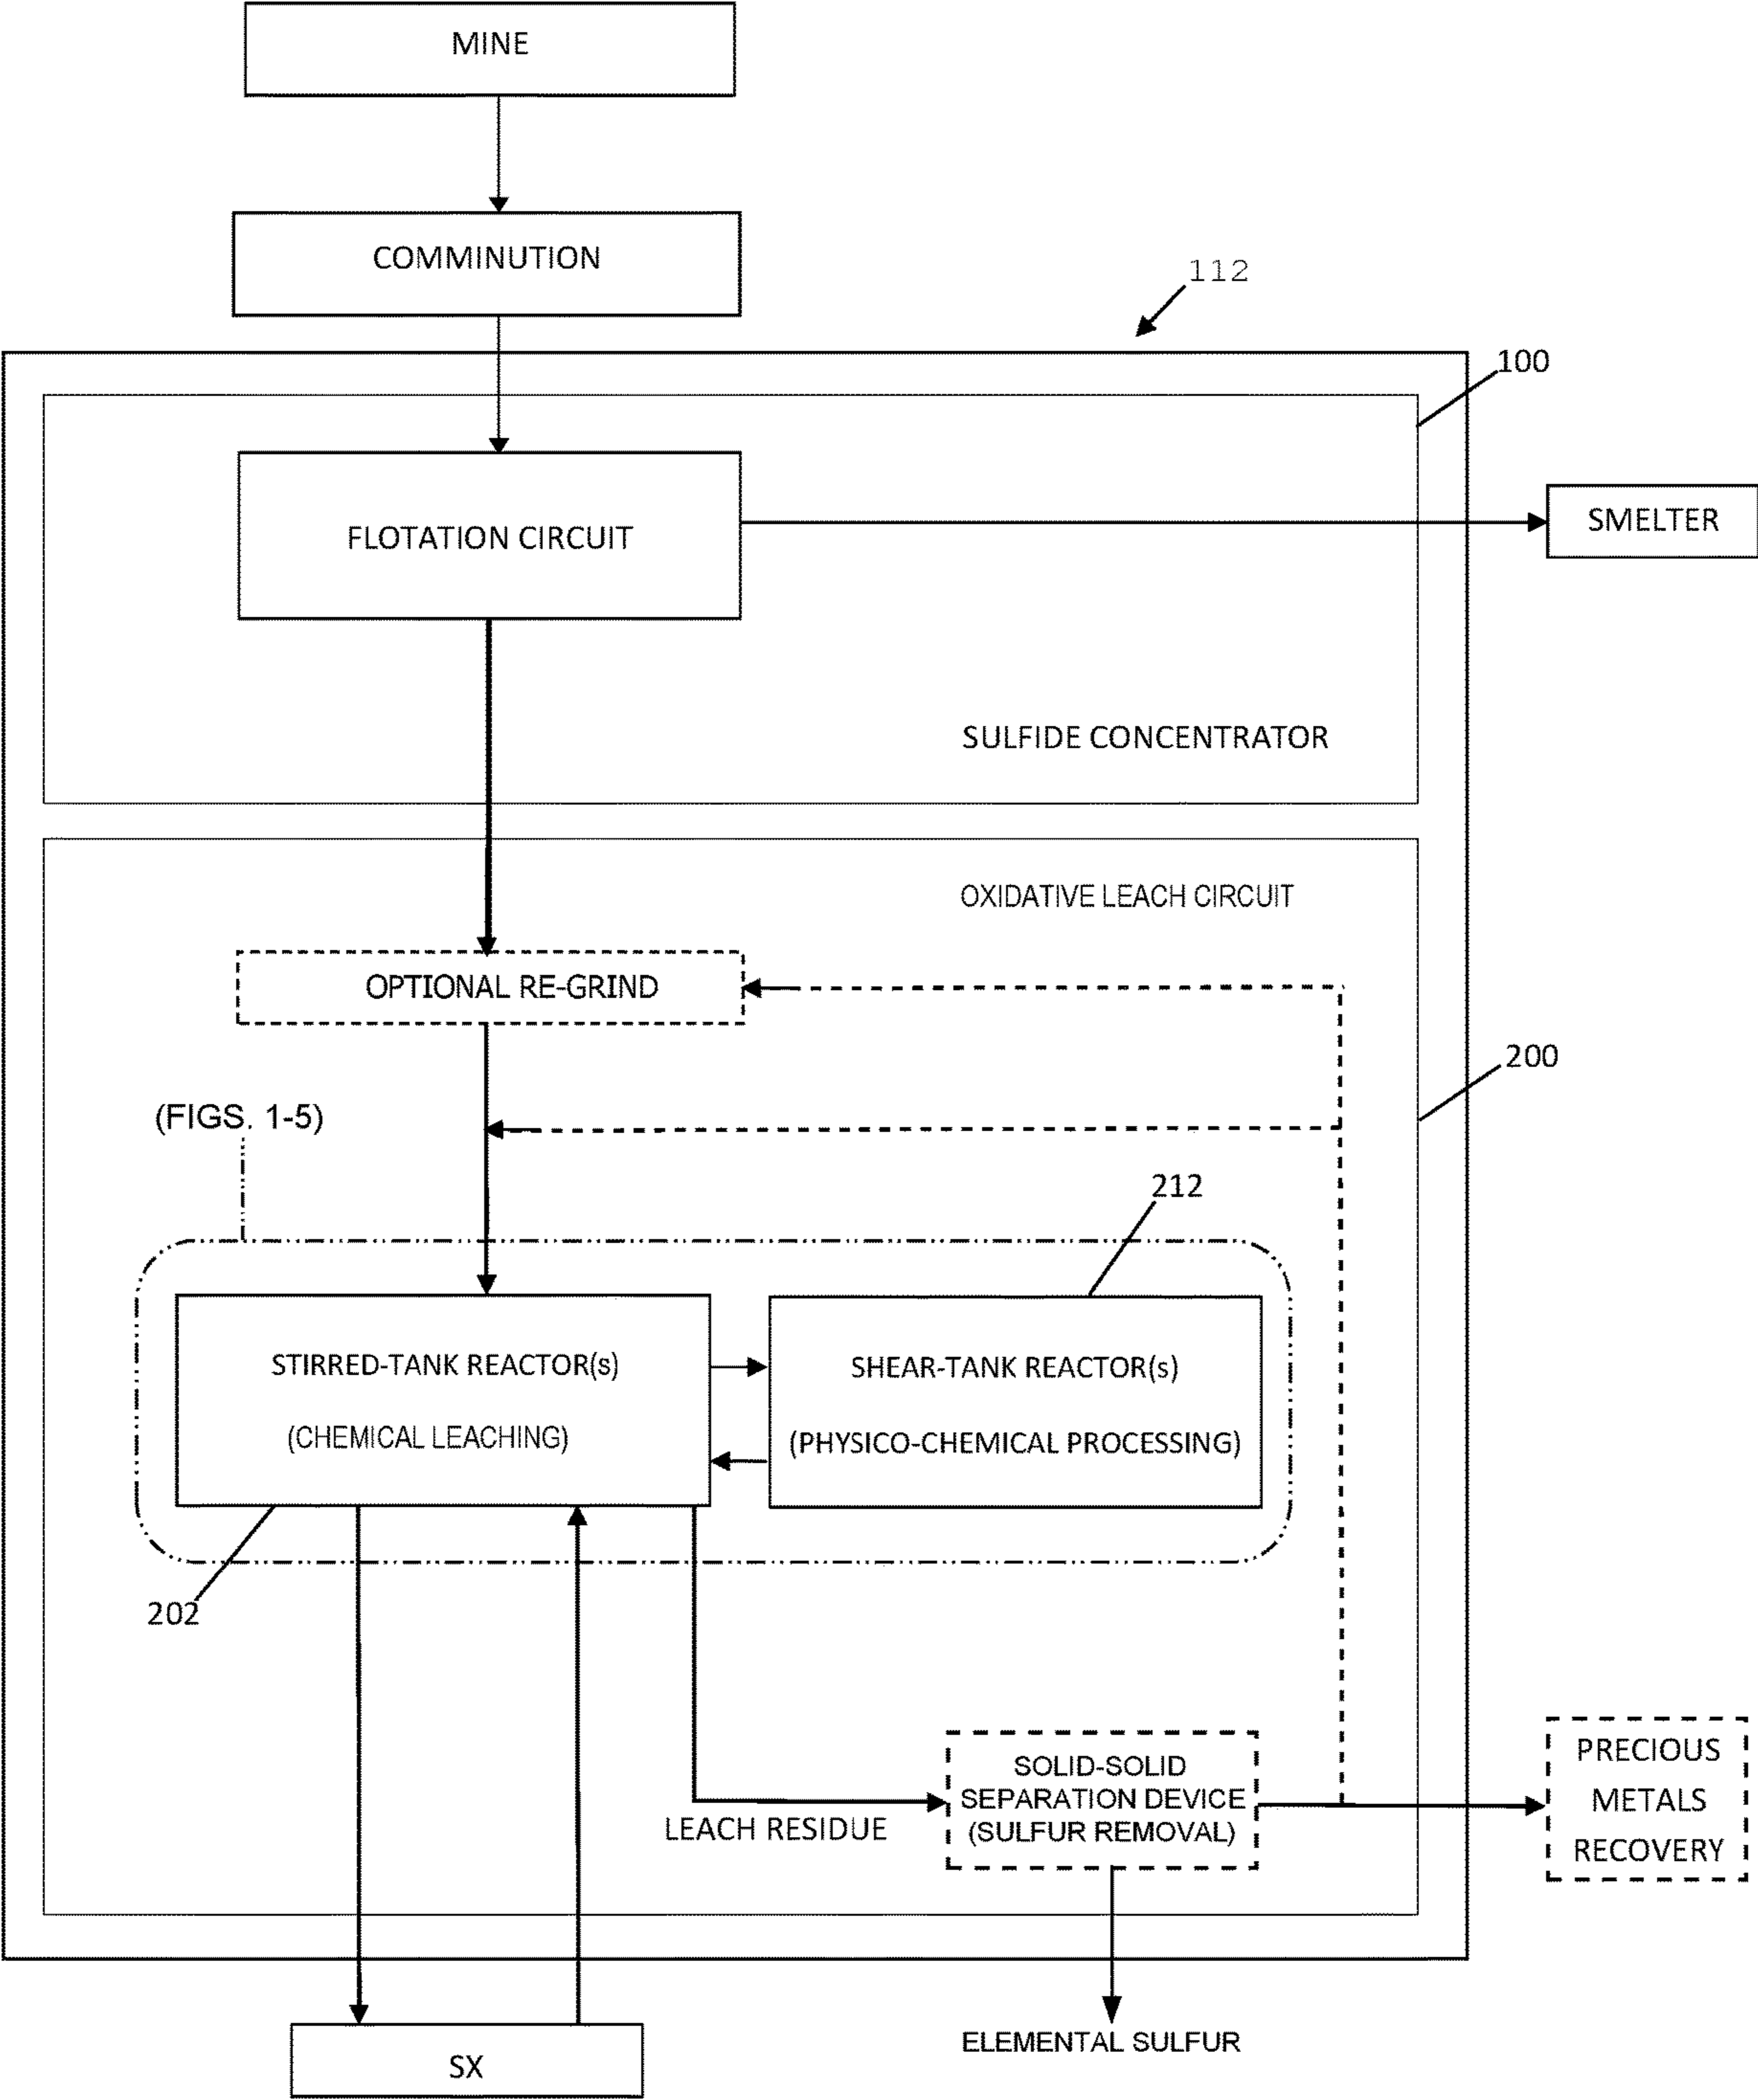 MINE
COMMINUTION
112
100
FLOTATION CIRCUIT
SMELTER
SULFIDE CONCENTRATOR
OXIDATIVE LEACH CIRCUIT
OPTIONAL RE-GRIND
200
(FIGS. 1-5)
212
STIRRED-TANK REACTOR(s)
(CHEMICAL LEACHING)
SHEAR-TANK REACTOR(s)
(PHYSICO-CHEMICAL PROCESSING)
202
LEACH RESIDUE
SOLID-SOLID
SEPARATION DEVICE
(SULFUR REMOVAL)
PRECIOUS
METALS
RECOVERY
ELEMENTAL SULFUR
SX